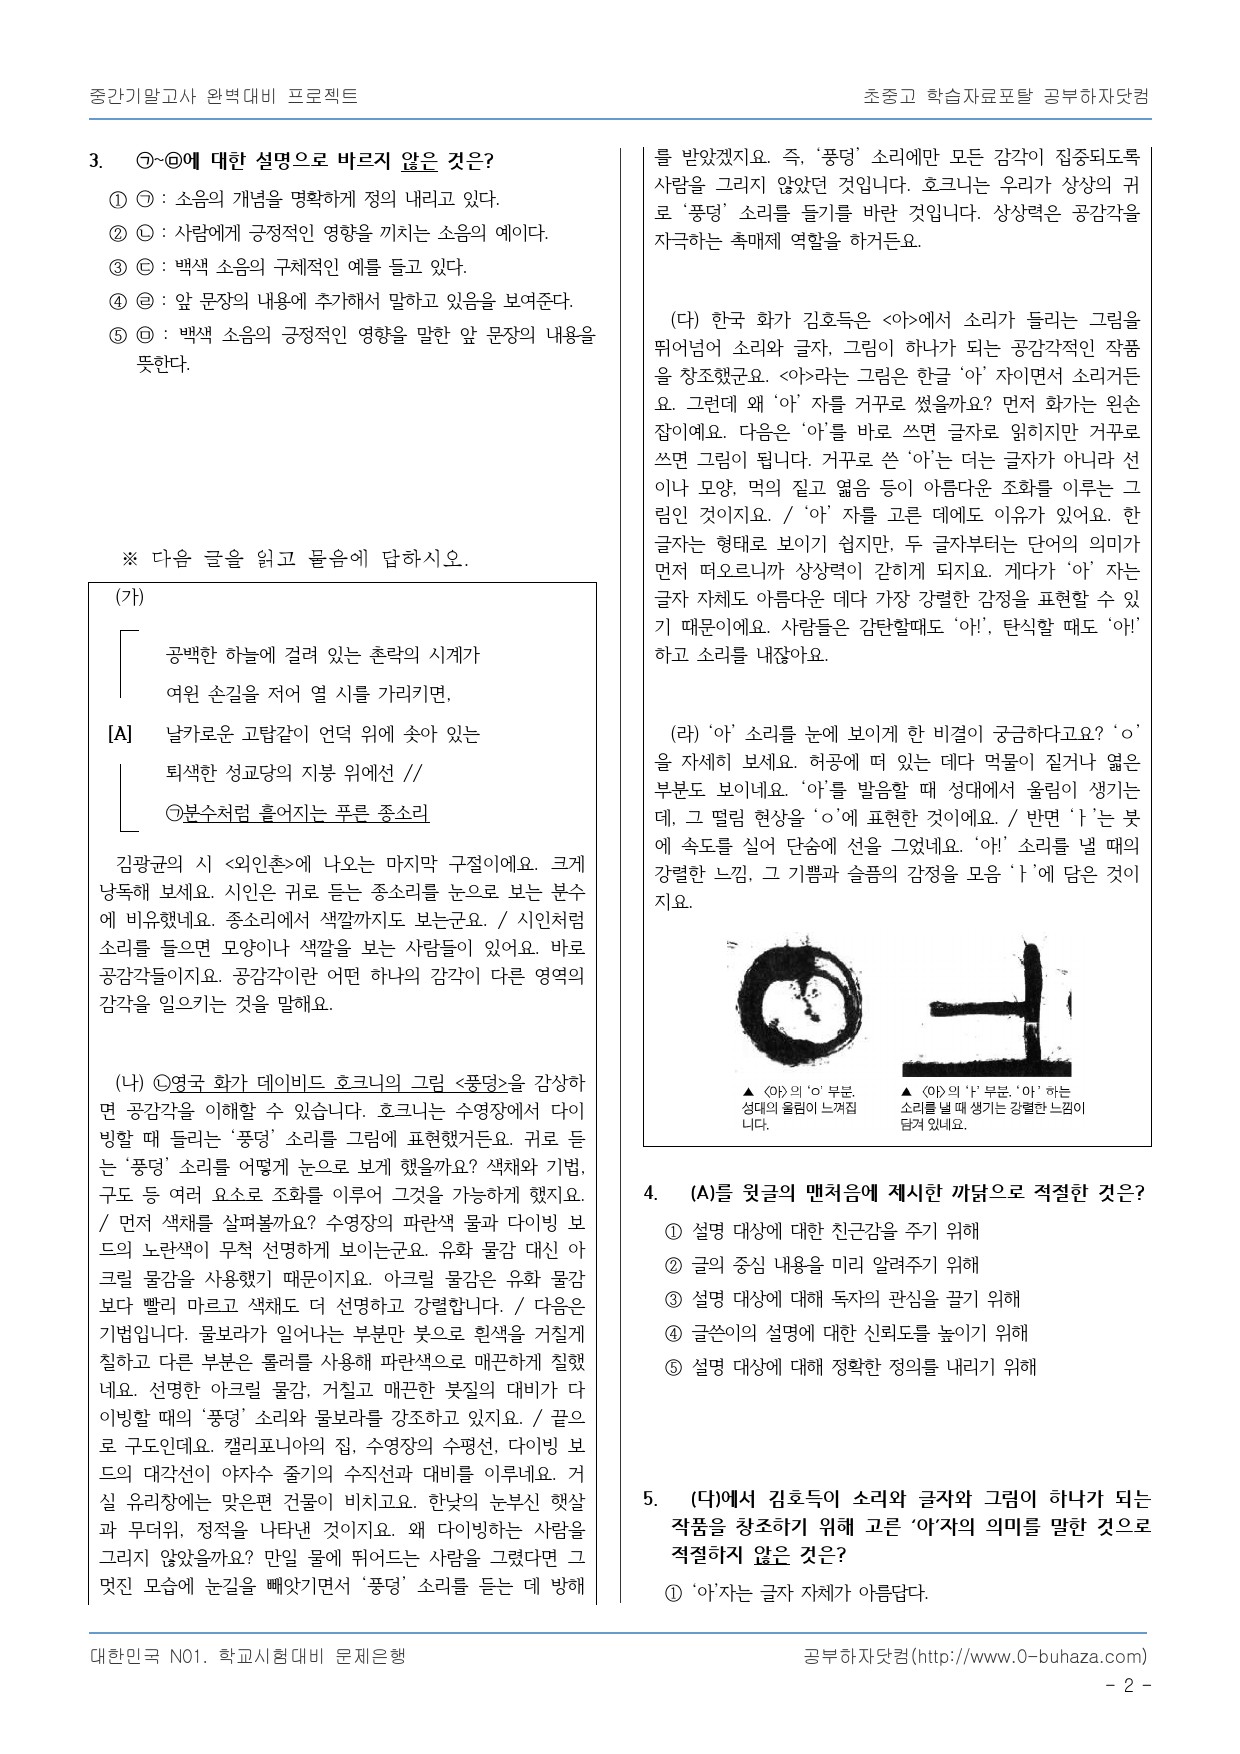 중간기말고사 완벽대비 프로젝트
초중고 학습자료포탈 공부하자닷컴
3. ㉠~㉤에 대한 설명으로 바르지 않은 것은?
① ㉠ : 소음의 개념을 명확하게 정의 내리고 있다.
② ㉡ : 사람에게 긍정적인 영향을 끼치는 소음의 예이다.
③ ㉢ : 백색 소음의 구체적인 예를 들고 있다.
④ ㉣ : 앞 문장의 내용에 추가해서 말하고 있음을 보여준다.
⑤ ㉤ : 백색 소음의 긍정적인 영향을 말한 앞 문장의 내용을
뜻한다.
※ 다음 글을 읽고 물음에 답하시오.
(가)
공백한 하늘에 걸려 있는 촌락의 시계가
여윈 손길을 저어 열 시를 가리키면,
[A] 날카로운 고탑같이 언덕 위에 솟아 있는
퇴색한 성교당의 지붕 위에선 //
㉠분수처럼 흩어지는 푸른 종소리
김광균의 시 <외인촌>에 나오는 마지막 구절이에요. 크게
낭독해 보세요. 시인은 귀로 듣는 종소리를 눈으로 보는 분수
에 비유했네요. 종소리에서 색깔까지도 보는군요. / 시인처럼
소리를 들으면 모양이나 색깔을 보는 사람들이 있어요. 바로
공감각들이지요. 공감각이란 어떤 하나의 감각이 다른 영역의
감각을 일으키는 것을 말해요.
(나) ㉡영국 화가 데이비드 호크니의 그림 <풍덩>을 감상하
면 공감각을 이해할 수 있습니다. 호크니는 수영장에서 다이
빙할 때 들리는 ‘풍덩’ 소리를 그림에 표현했거든요. 귀로 듣
는 ‘풍덩’ 소리를 어떻게 눈으로 보게 했을까요? 색채와 기법,
구도 등 여러 요소로 조화를 이루어 그것을 가능하게 했지요.
/ 먼저 색채를 살펴볼까요? 수영장의 파란색 물과 다이빙 보
드의 노란색이 무척 선명하게 보이는군요. 유화 물감 대신 아
크릴 물감을 사용했기 때문이지요. 아크릴 물감은 유화 물감
보다 빨리 마르고 색채도 더 선명하고 강렬합니다. / 다음은
기법입니다. 물보라가 일어나는 부분만 붓으로 흰색을 거칠게
칠하고 다른 부분은 롤러를 사용해 파란색으로 매끈하게 칠했
네요. 선명한 아크릴 물감, 거칠고 매끈한 붓질의 대비가 다
이빙할 때의 ‘풍덩’ 소리와 물보라를 강조하고 있지요. / 끝으
로 구도인데요. 캘리포니아의 집, 수영장의 수평선, 다이빙 보
드의 대각선이 야자수 줄기의 수직선과 대비를 이루네요. 거
실 유리창에는 맞은편 건물이 비치고요. 한낮의 눈부신 햇살
과 무더위, 정적을 나타낸 것이지요. 왜 다이빙하는 사람을
그리지 않았을까요? 만일 물에 뛰어드는 사람을 그렸다면 그
멋진 모습에 눈길을 빼앗기면서 ‘풍덩’ 소리를 듣는 데 방해
를 받았겠지요. 즉, ‘풍덩’ 소리에만 모든 감각이 집중되도록
사람을 그리지 않았던 것입니다. 호크니는 우리가 상상의 귀
로 ‘풍덩’ 소리를 듣기를 바란 것입니다. 상상력은 공감각을
자극하는 촉매제 역할을 하거든요.
(다) 한국 화가 김호득은 <아>에서 소리가 들리는 그림을
뛰어넘어 소리와 글자, 그림이 하나가 되는 공감각적인 작품
을 창조했군요. <아>라는 그림은 한글 ‘아’ 자이면서 소리거든
요. 그런데 왜 ‘아’ 자를 거꾸로 썼을까요? 먼저 화가는 왼손
잡이예요. 다음은 ‘아’를 바로 쓰면 글자로 읽히지만 거꾸로
쓰면 그림이 됩니다. 거꾸로 쓴 ‘아’는 더는 글자가 아니라 선
이나 모양, 먹의 짙고 엷음 등이 아름다운 조화를 이루는 그
림인 것이지요. / ‘아’ 자를 고른 데에도 이유가 있어요. 한
글자는 형태로 보이기 쉽지만, 두 글자부터는 단어의 의미가
먼저 떠오르니까 상상력이 갇히게 되지요. 게다가 ‘아’ 자는
글자 자체도 아름다운 데다 가장 강렬한 감정을 표현할 수 있
기 때문이에요. 사람들은 감탄할때도 ‘아!’, 탄식할 때도 ‘아!’
하고 소리를 내잖아요.
(라) ‘아’ 소리를 눈에 보이게 한 비결이 궁금하다고요? ‘ㅇ’
을 자세히 보세요. 허공에 떠 있는 데다 먹물이 짙거나 엷은
부분도 보이네요. ‘아’를 발음할 때 성대에서 울림이 생기는
데, 그 떨림 현상을 ‘ㅇ’에 표현한 것이에요. / 반면 ‘ㅏ’는 붓
에 속도를 실어 단숨에 선을 그었네요. ‘아!’ 소리를 낼 때의
강렬한 느낌, 그 기쁨과 슬픔의 감정을 모음 ‘ㅏ’에 담은 것이
지요.
▲ 〈아〉의 ‘ㅇ’ 부분.
성대의 울림이 느껴집
니다.
▲ 〈아〉의 ‘ㅏ’ 부분. ‘아’ 하는
소리를 낼 때 생기는 강렬한 느낌이
담겨 있네요.
4. (A)를 윗글의 맨처음에 제시한 까닭으로 적절한 것은?
① 설명 대상에 대한 친근감을 주기 위해
② 글의 중심 내용을 미리 알려주기 위해
③ 설명 대상에 대해 독자의 관심을 끌기 위해
④ 글쓴이의 설명에 대한 신뢰도를 높이기 위해
⑤ 설명 대상에 대해 정확한 정의를 내리기 위해
5. (다)에서 김호득이 소리와 글자와 그림이 하나가 되는
작품을 창조하기 위해 고른 ‘아’자의 의미를 말한 것으로
적절하지 않은 것은?
① ‘아’자는 글자 자체가 아름답다.
대한민국 N01. 학교시험대비 문제은행
공부하자닷컴(http://www.0-buhaza.com)
- 2 -